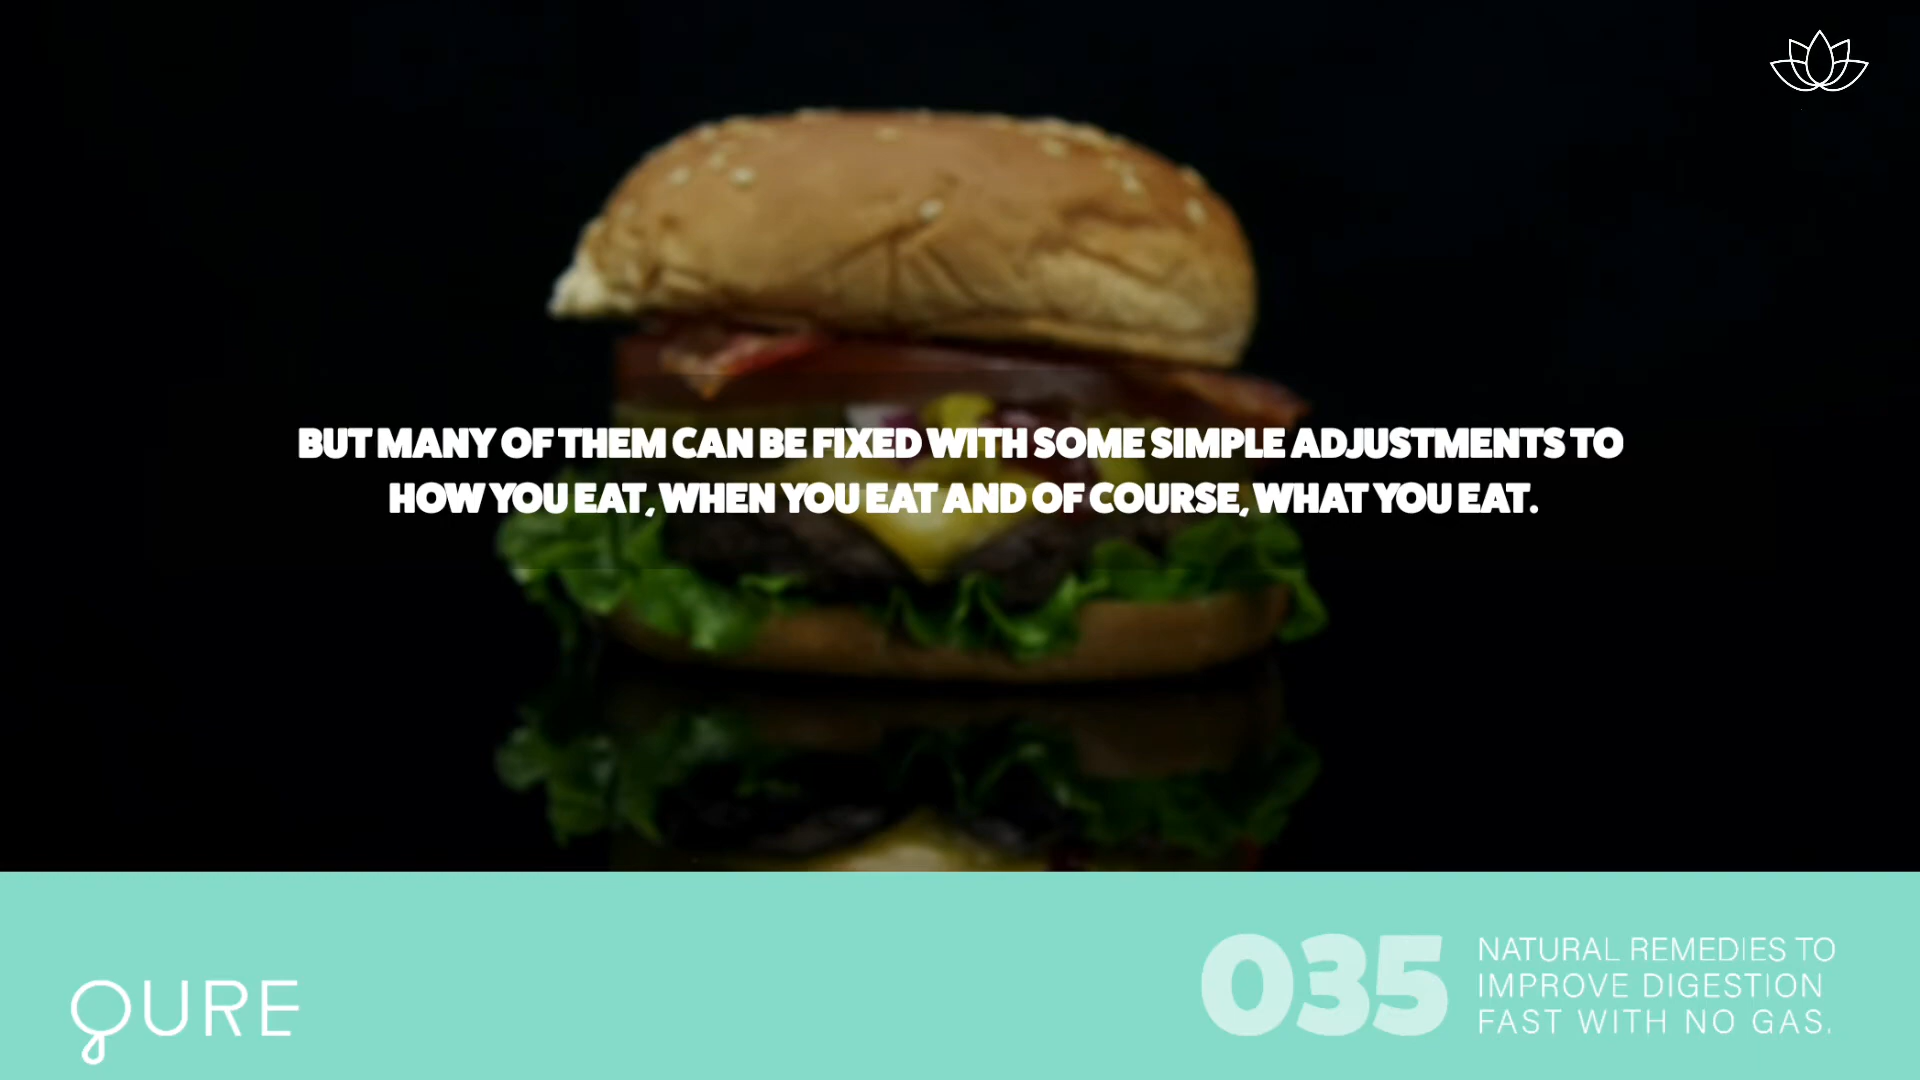 BUT MANY OF THEM CAN BE FIXED WITH SOME SIMPLE ADJUSTMENTS TO
HOW YOU EAT, WHEN YOU EAT AND OF COURSE, WHAT YOU EAT.
QURE
035
NATURAL REMEDIES TO
IMPROVE DIGESTION
FAST WITH NO GAS.